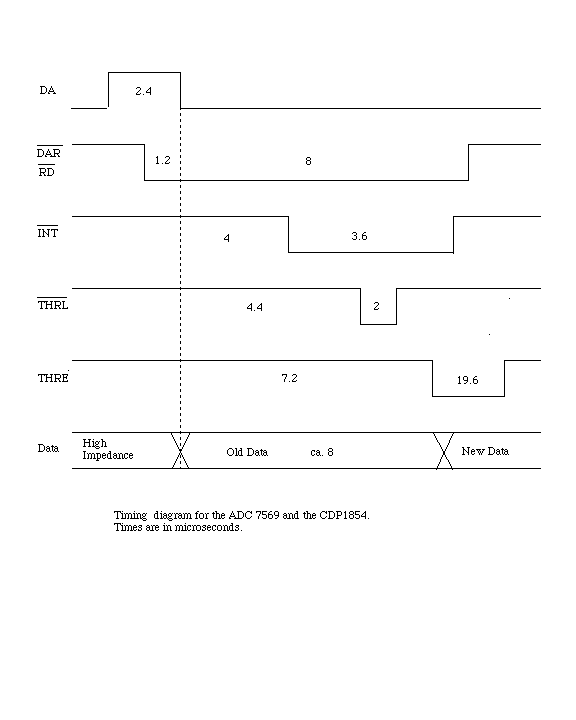 DA 2.4
DAR
RD 1.2 8
INT 4 3.6
THRL 4.4 2
THRE 7.2 19.6
Data High Impedance Old Data ca. 8 New Data
Timing diagram for the ADC 7569 and the CDP1854.
Times are in microseconds.